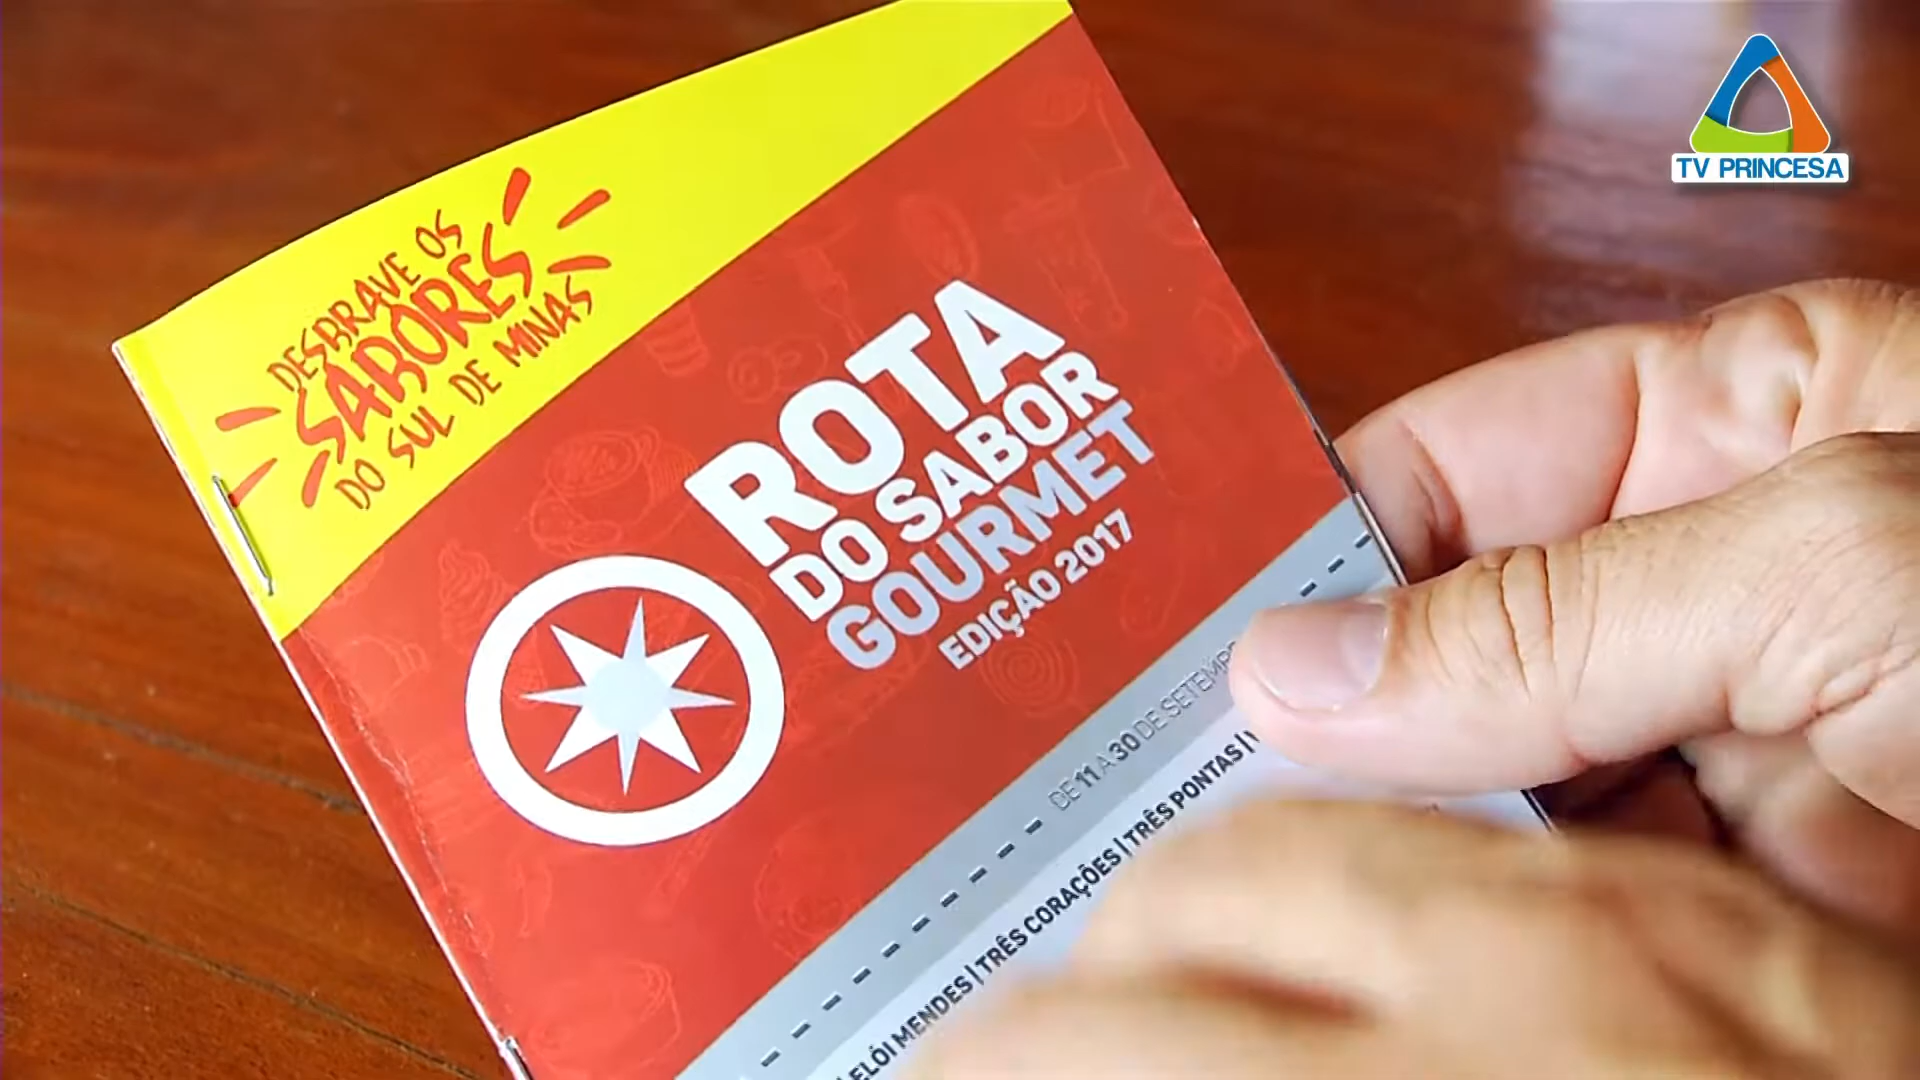 TV PRINCESA
DESBRAVE OS
SABORES
DO SUL DE MINAS
ROTA
DO SABOR
GOURMET
EDIÇÃO 2017
DE 11 A 30 DE
ELÓI MENDES | TRÊS CORAÇÕES | TRÊS PONTAS |